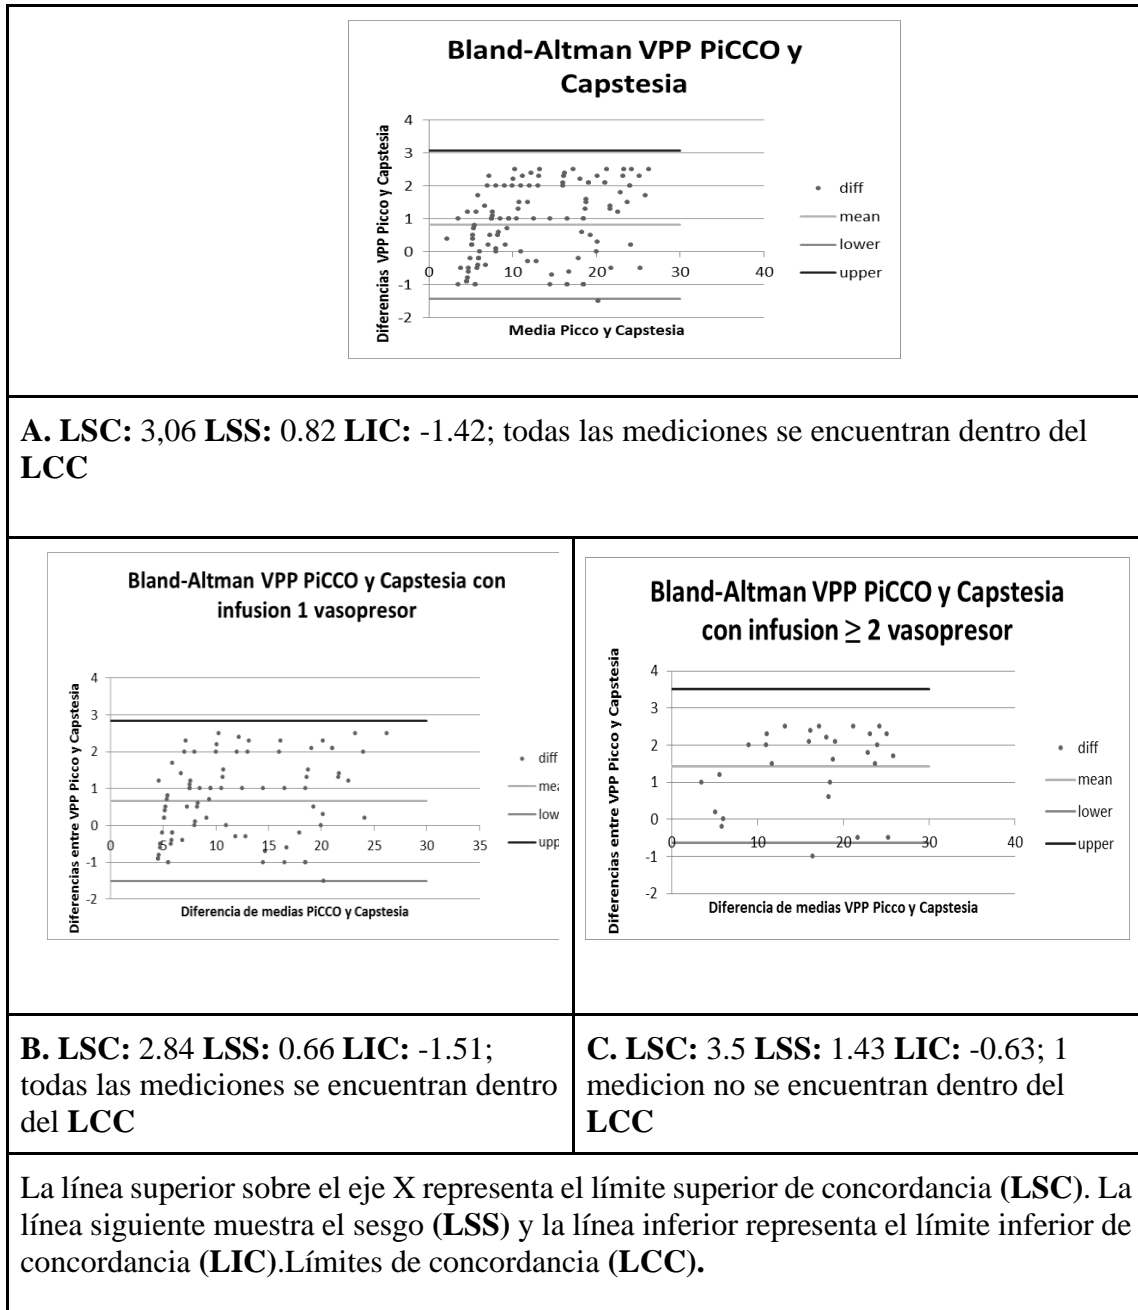 Bland-Altman VPP PiCCO y
Capstesia
Diferencias VPP Picco y Capstesia
4
3
2
1
0
-1
-2
0 10 20 30 40
Media Picco y Capstesia
diff
mean
lower
upper
A. LSC: 3,06 LSS: 0.82 LIC: -1.42; todas las mediciones se encuentran dentro del
LCC
Bland-Altman VPP PiCCO y Capstesia con
infusion 1 vasopresor
Diferencias entre VPP Picco y Capstesia
4
3
2
1
0
-1
-2
0 5 10 15 20 25 30 35
Diferencia de medias PiCCO y Capstesia
diff
mea
low
upp
Bland-Altman VPP PiCCO y Capstesia
con infusion ≥ 2 vasopresor
Diferencias entre VPP Picco y Capstesia
4
3
2
1
0
-1
-2
0 10 20 30 40
Diferencia de medias VPP Picco y Capstesia
diff
mean
lower
upper
B. LSC: 2.84 LSS: 0.66 LIC: -1.51;
todas las mediciones se encuentran dentro
del LCC
C. LSC: 3.5 LSS: 1.43 LIC: -0.63; 1
medicion no se encuentran dentro del
LCC
La línea superior sobre el eje X representa el límite superior de concordancia (LSC). La
línea siguiente muestra el sesgo (LSS) y la línea inferior representa el límite inferior de
concordancia (LIC).Límites de concordancia (LCC).